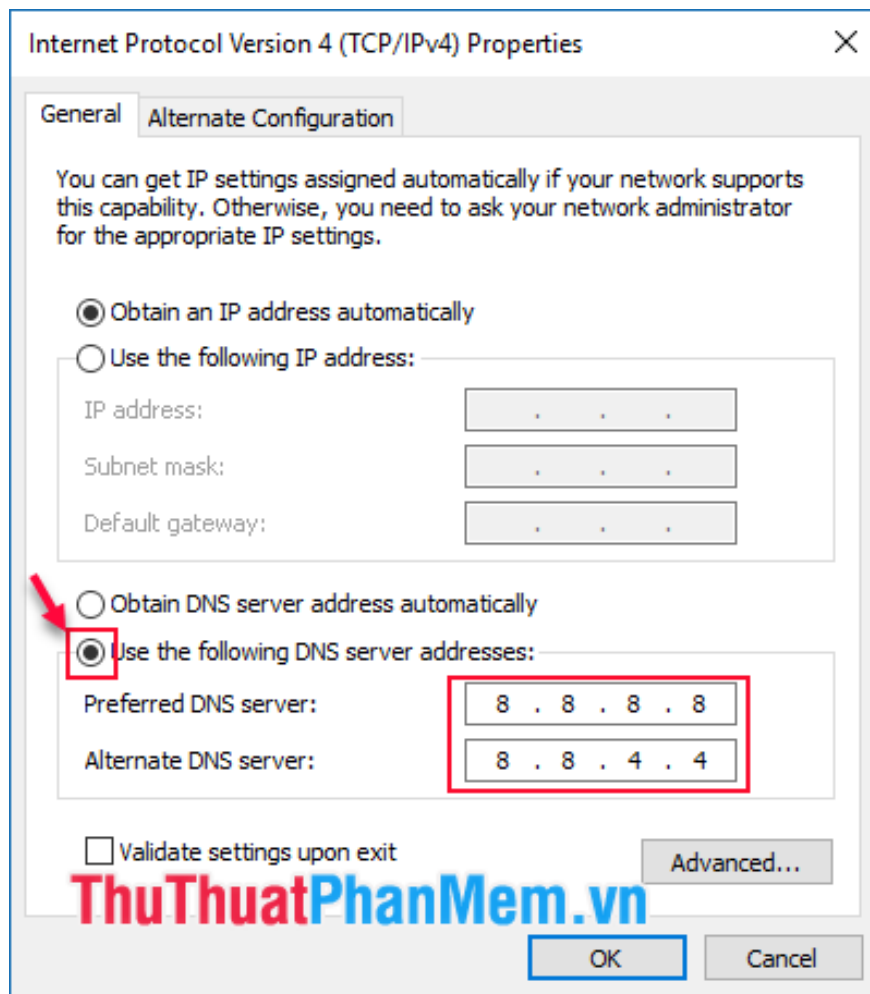 Internet Protocol Version 4 (TCP/IPv4) Properties
General
Alternate Configuration
You can get IP settings assigned automatically if your network supports
this capability. Otherwise, you need to ask your network administrator
for the appropriate IP settings.
Obtain an IP address automatically
Use the following IP address:
IP address:
Subnet mask:
Default gateway:
Obtain DNS server address automatically
Use the following DNS server addresses:
Preferred DNS server: 8 . 8 . 8 . 8
Alternate DNS server: 8 . 8 . 4 . 4
Validate settings upon exit
Advanced...
ThuThuatPhanMem.vn
OK Cancel